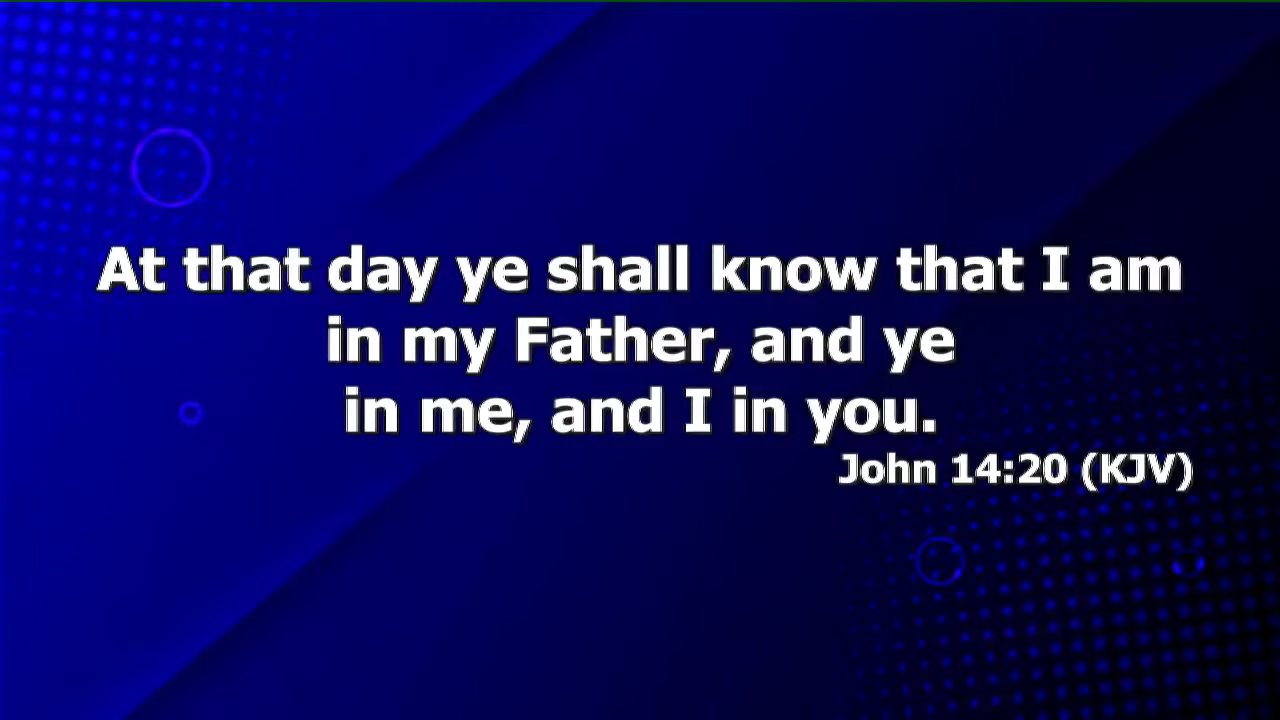 At that day ye shall know that I am
in my Father, and ye
in me, and I in you.
John 14:20 (KJV)